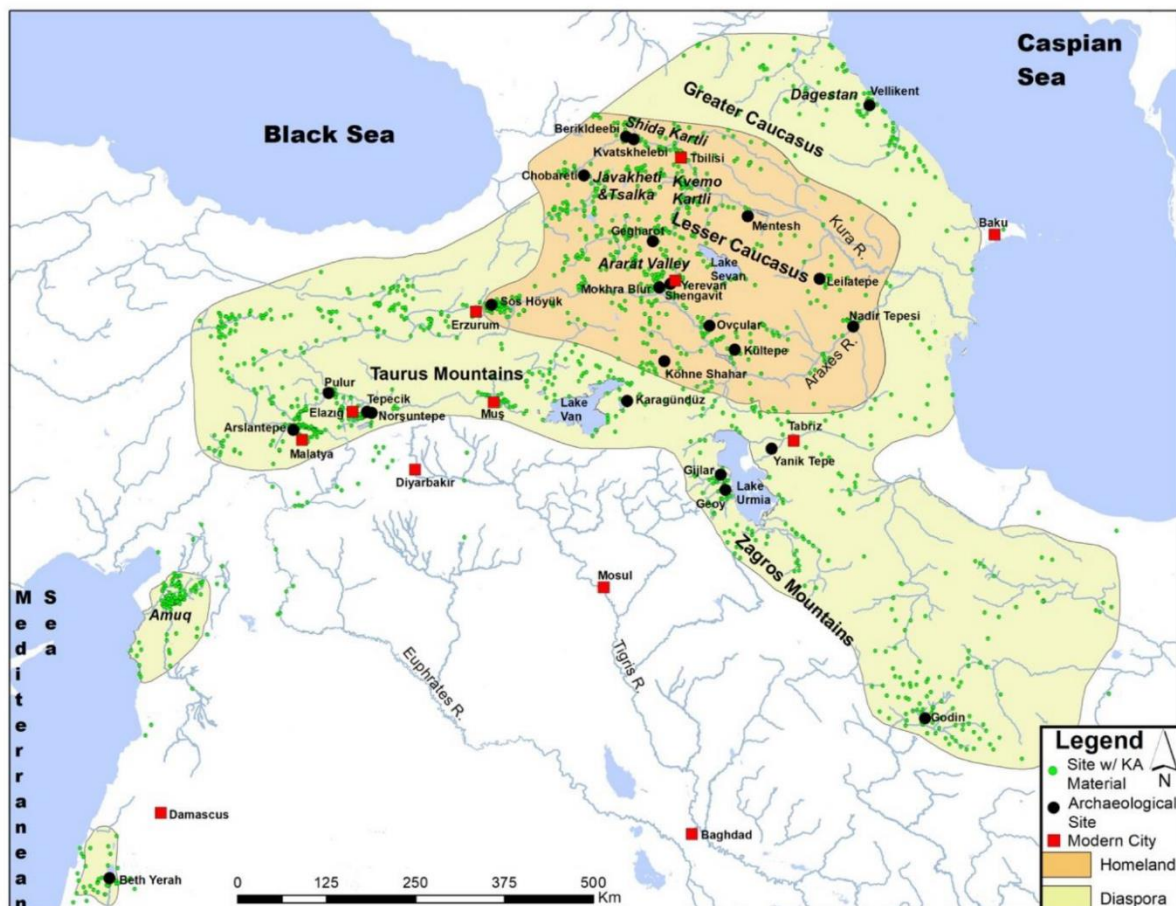 Black Sea
Caspian
Sea
Greater Caucasus
Dagestan
Vellikent
Berikldeebi
Shida Kartli
Kvatskhelebi
Tbilisi
Chobareti
Javakheti
&Tsalka
Kvemo
Kartli
Mentesh
Kura R.
Baku
Gegharot
Lesser Caucasus
Lake
Sevan
Ararat Valley
Leifatepe
Mokhra Blur
Yerevan
Shengavit
Sos Höyük
Erzurum
Ovcular
Nadir Tepesi
Kültepe
Araxes R.
Köhne Shahar
Taurus Mountains
Pulur
Tepecik
Elazığ
Norşuntepe
Muş
Lake
Van
Karagündüz
Arslantepe
Malatya
Diyarbakır
Tabriz
Yanik Tepe
Gijlar
Lake
Urmia
Geoy
Zagros Mountains
Mosul
Mediterranean
Sea
Amuq
Euphrates R.
Tigris R.
Godin
Damascus
Baghdad
Beth Yerah
0 125 250 375 500
Km
Legend
Site w/ KA
Material
Archaeological
Site
Modern City
Homeland
Diaspora
N